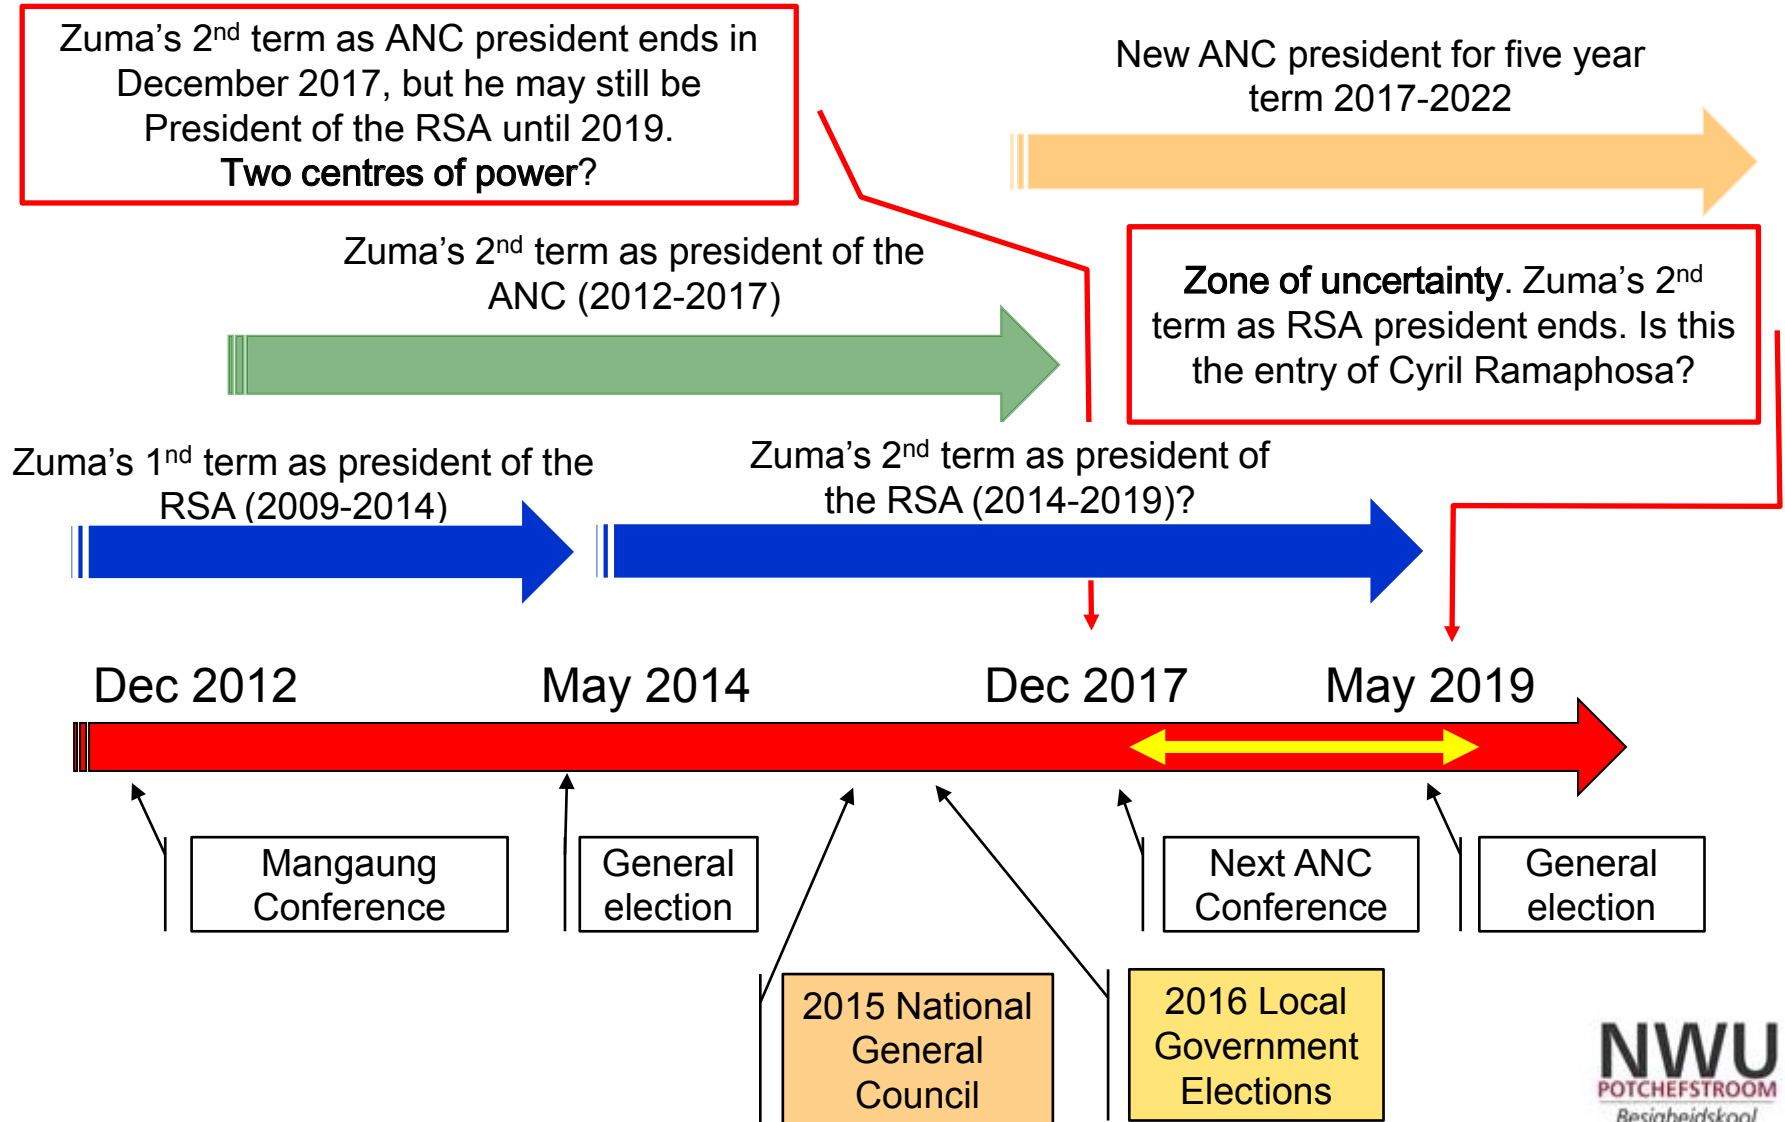 Zuma’s 2nd term as ANC president ends in
December 2017, but he may still be
President of the RSA until 2019.
Two centres of power?
New ANC president for five year
term 2017-2022
Zuma’s 2nd term as president of the
ANC (2012-2017)
Zone of uncertainty. Zuma’s 2nd
term as RSA president ends. Is this
the entry of Cyril Ramaphosa?
Zuma’s 1nd term as president of the
RSA (2009-2014)
Zuma’s 2nd term as president of
the RSA (2014-2019)?
Dec 2012
May 2014
Dec 2017
May 2019
Mangaung
Conference
General
election
Next ANC
Conference
General
election
2015 National
General
Council
2016 Local
Government
Elections
NWU
POTCHEFSTROOM
Besigheidskool